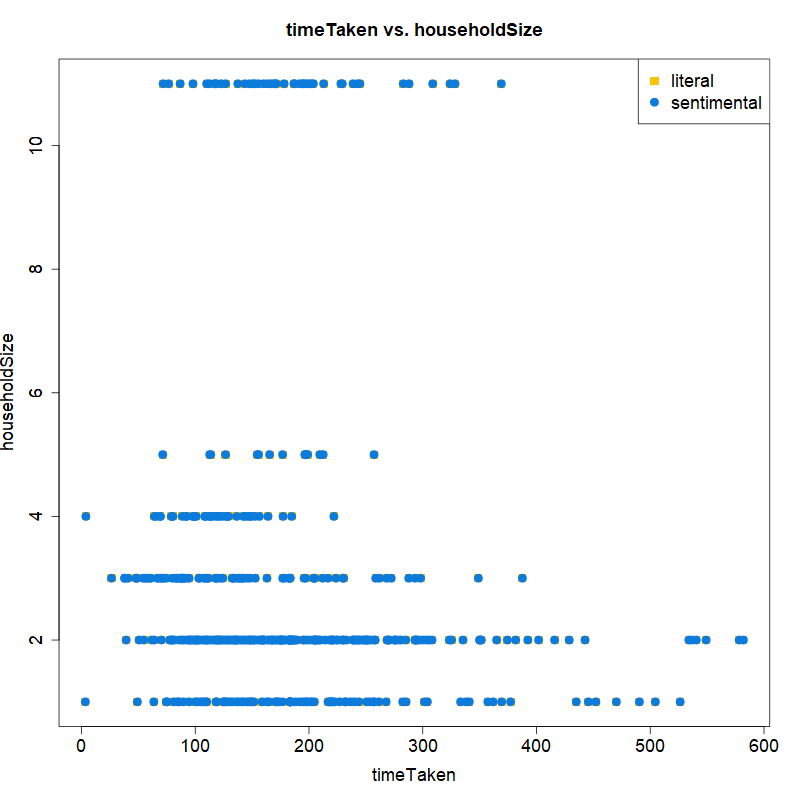 timeTaken vs. householdSize
literal
sentimental
householdSize
10
8
6
4
2
0 100 200 300 400 500 600
timeTaken